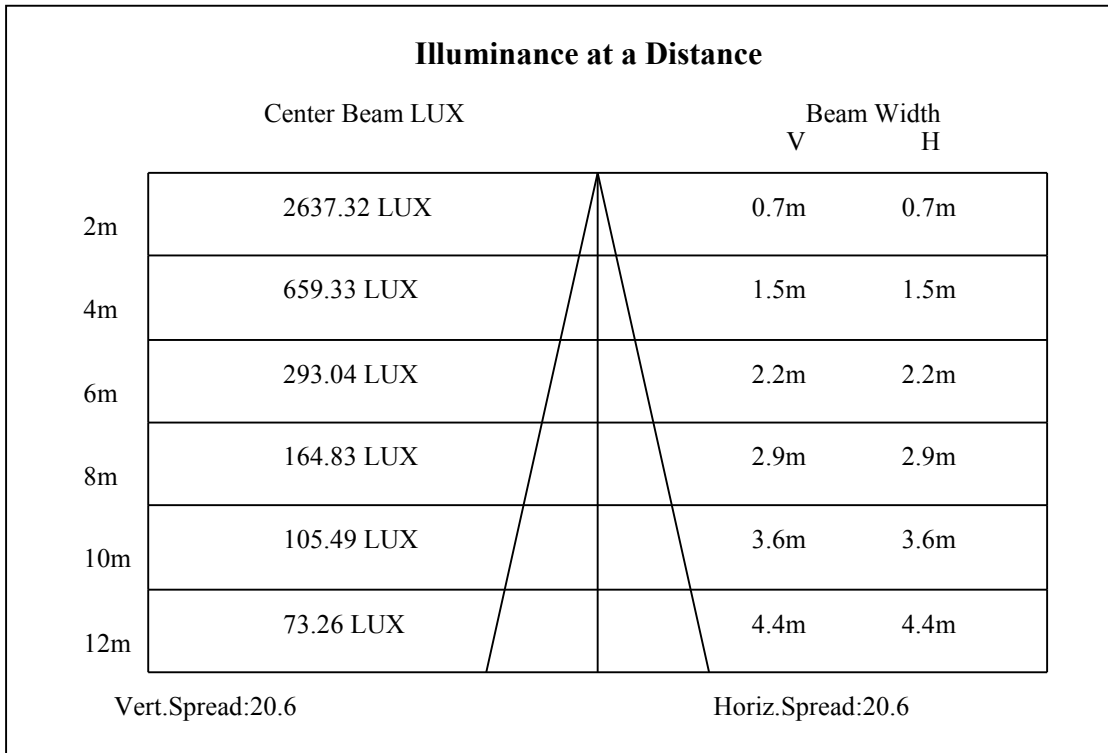 Illuminance at a Distance
Center Beam LUX Beam Width
V H
2m 2637.32 LUX 0.7m 0.7m
4m 659.33 LUX 1.5m 1.5m
6m 293.04 LUX 2.2m 2.2m
8m 164.83 LUX 2.9m 2.9m
10m 105.49 LUX 3.6m 3.6m
12m 73.26 LUX 4.4m 4.4m
Vert.Spread:20.6 Horiz.Spread:20.6